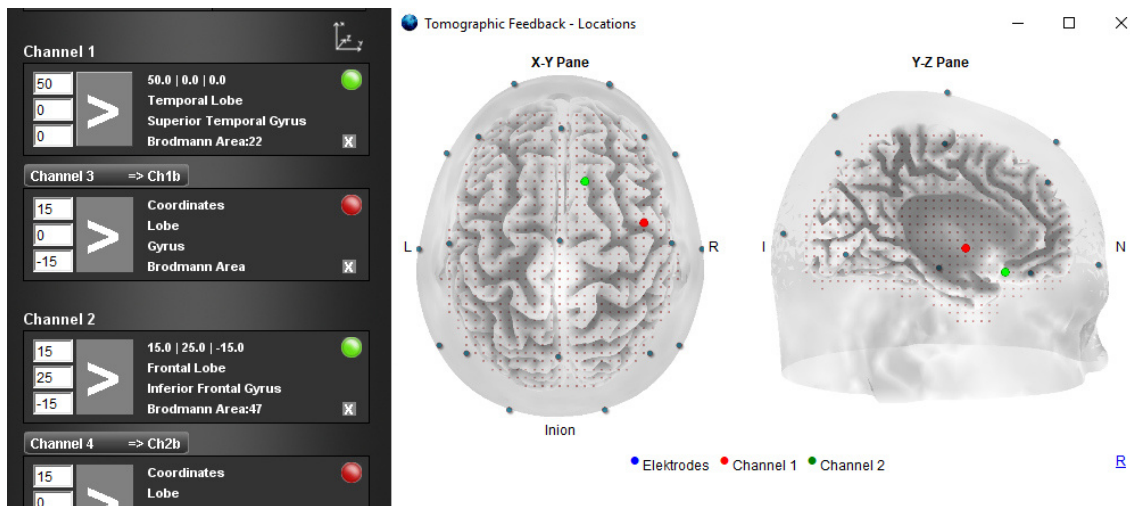 Channel 1
50
0
0
>
50.0 | 0.0 | 0.0
Temporal Lobe
Superior Temporal Gyrus
Brodmann Area:22
X
Channel 3 => Ch1b
15
0
-15
>
Coordinates
Lobe
Gyrus
Brodmann Area
X
Channel 2
15
25
-15
>
15.0 | 25.0 | -15.0
Frontal Lobe
Inferior Frontal Gyrus
Brodmann Area:47
X
Channel 4 => Ch2b
15
0
>
Coordinates
Lobe
Tomographic Feedback - Locations
X-Y Pane
L
R
Inion
Y-Z Pane
I
N
Elektrodes Channel 1 Channel 2
R